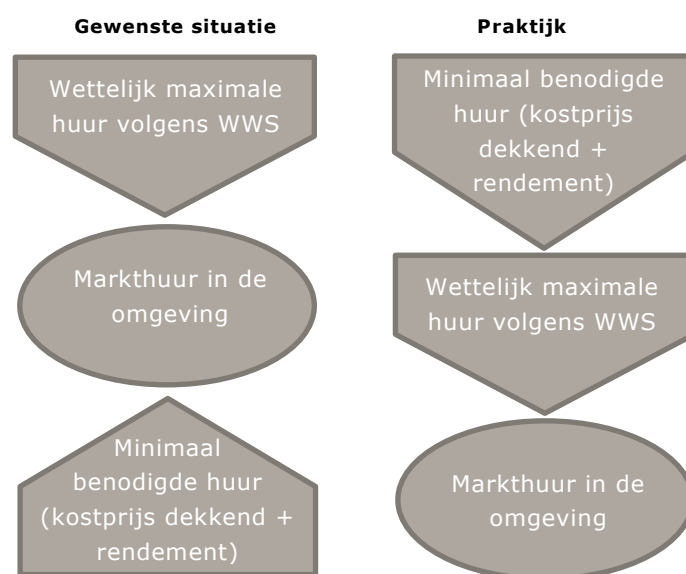 Gewenste situatie
Wettelijk maximale
huur volgens WWS
Markthuur in de
omgeving
Minimaal
benodigde huur
(kostprijs dekkend +
rendement)
Praktijk
Minimaal benodigde
huur (kostprijs
dekkend +
rendement)
Wettelijk maximale
huur volgens WWS
Markthuur in de
omgeving